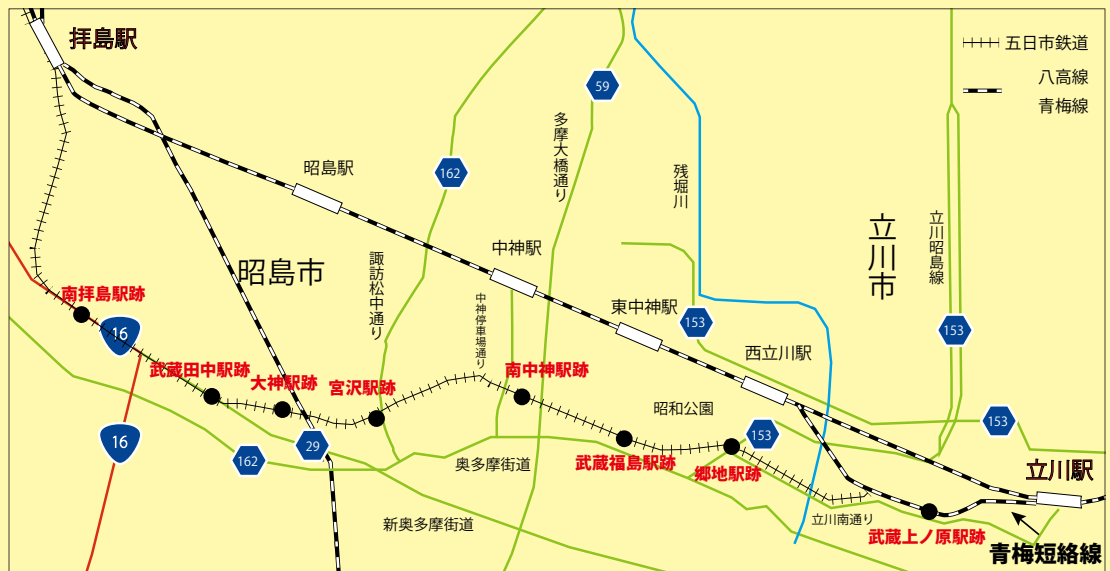 拝島駅
五日市鉄道
八高線
青梅線
59
162
多摩大橋通り
昭島駅
残堀川
立川市
立川昭島線
中神駅
昭島市
諏訪松中通り
中神停車場通り
南拝島駅跡
東中神駅
153
153
16
西立川駅
武蔵田中駅跡
大神駅跡
宮沢駅跡
南中神駅跡
昭和公園
153
153
16
29
162
奥多摩街道
武蔵福島駅跡
郷地駅跡
立川駅
新奥多摩街道
立川南通り
武蔵上ノ原駅跡
青梅短絡線